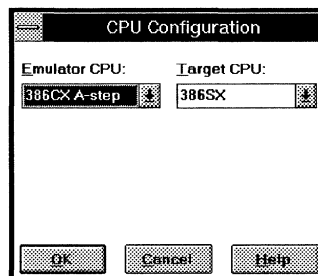 CPU Configuration
Emulator CPU: Target CPU:
386CX A-step 386SX
OK Cancel Help